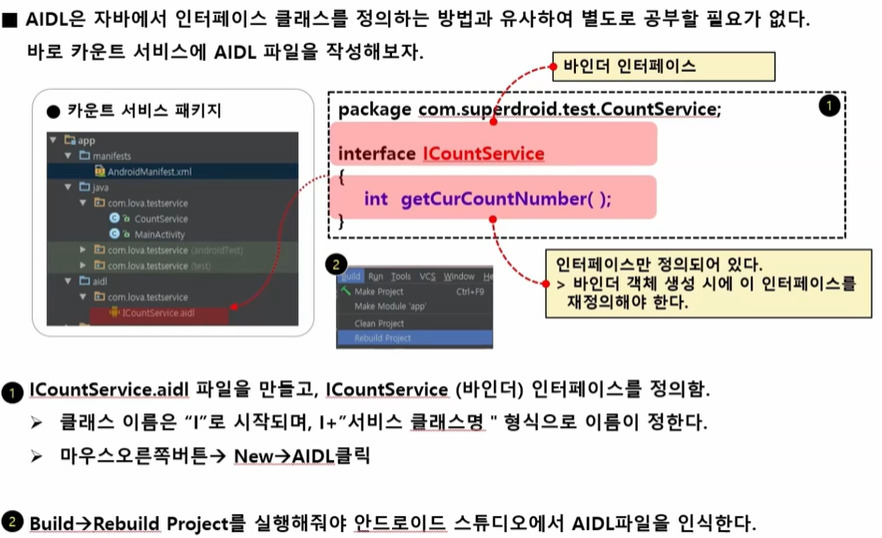 ■ AIDL은 자바에서 인터페이스 클래스를 정의하는 방법과 유사하여 별도로 공부할 필요가 없다.
바로 카운트 서비스에 AIDL 파일을 작성해보자.
바인더 인터페이스
● 카운트 서비스 패키지
app
manifests
AndroidManifest.xml
java
com.lova.testservice
CountService
MainActivity
com.lova.testservice (androidTest)
com.lova.testservice (test)
aidl
com.lova.testservice
ICountService.aidl
1
package com.superdroid.test.CountService;
interface ICountService
{
int getCurCountNumber( );
}
2
Build Run Tools VCS Window He
Make Project Ctrl+F9
Make Module 'app'
Clean Project
Rebuild Project
인터페이스만 정의되어 있다.
> 바인더 객체 생성 시에 이 인터페이스를
재정의해야 한다.
1 ICountService.aidl 파일을 만들고, ICountService (바인더) 인터페이스를 정의함.
➢ 클래스 이름은 “I”로 시작되며, I+”서비스 클래스명 " 형식으로 이름이 정한다.
➢ 마우스오른쪽버튼→ New→AIDL클릭
2 Build→Rebuild Project를 실행해줘야 안드로이드 스튜디오에서 AIDL파일을 인식한다.